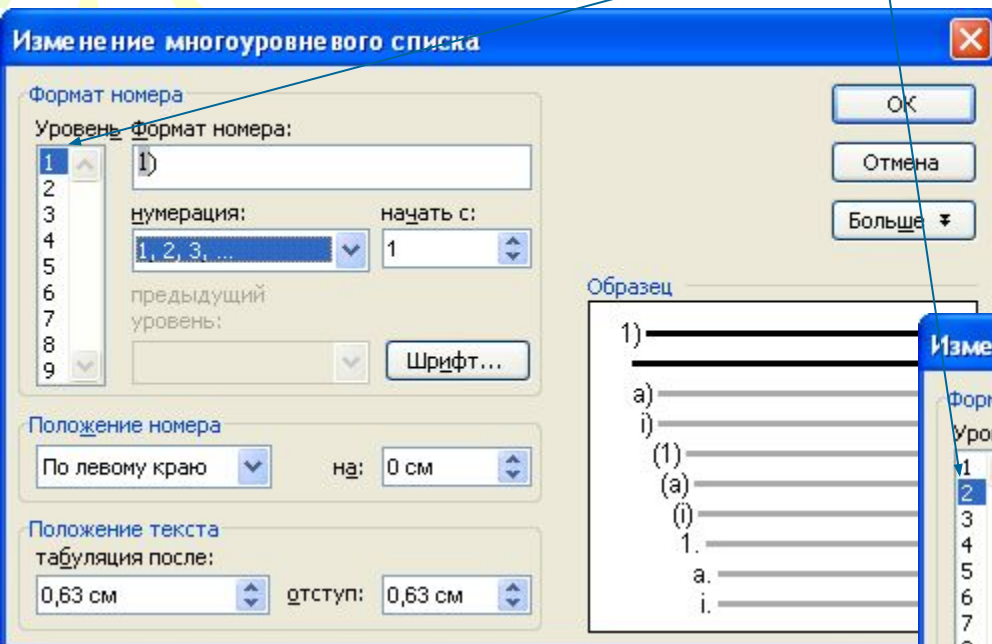 Изменение многоуровневого списка
Формат номера
Уровень Формат номера:
1 1)
2
3 нумерация: начать с:
4 1, 2, 3, ... 1
5
6 предыдущий
7 уровень:
8
9 Шрифт...
Положение номера
По левому краю на: 0 см
Положение текста
табуляция после:
0,63 см отступ: 0,63 см
ОК
Отмена
Больше
Образец
1)
a)
i)
(1)
(a)
(i)
1.
a.
i.
Изме
Форм
Уро
1
2
3
4
5
6
7